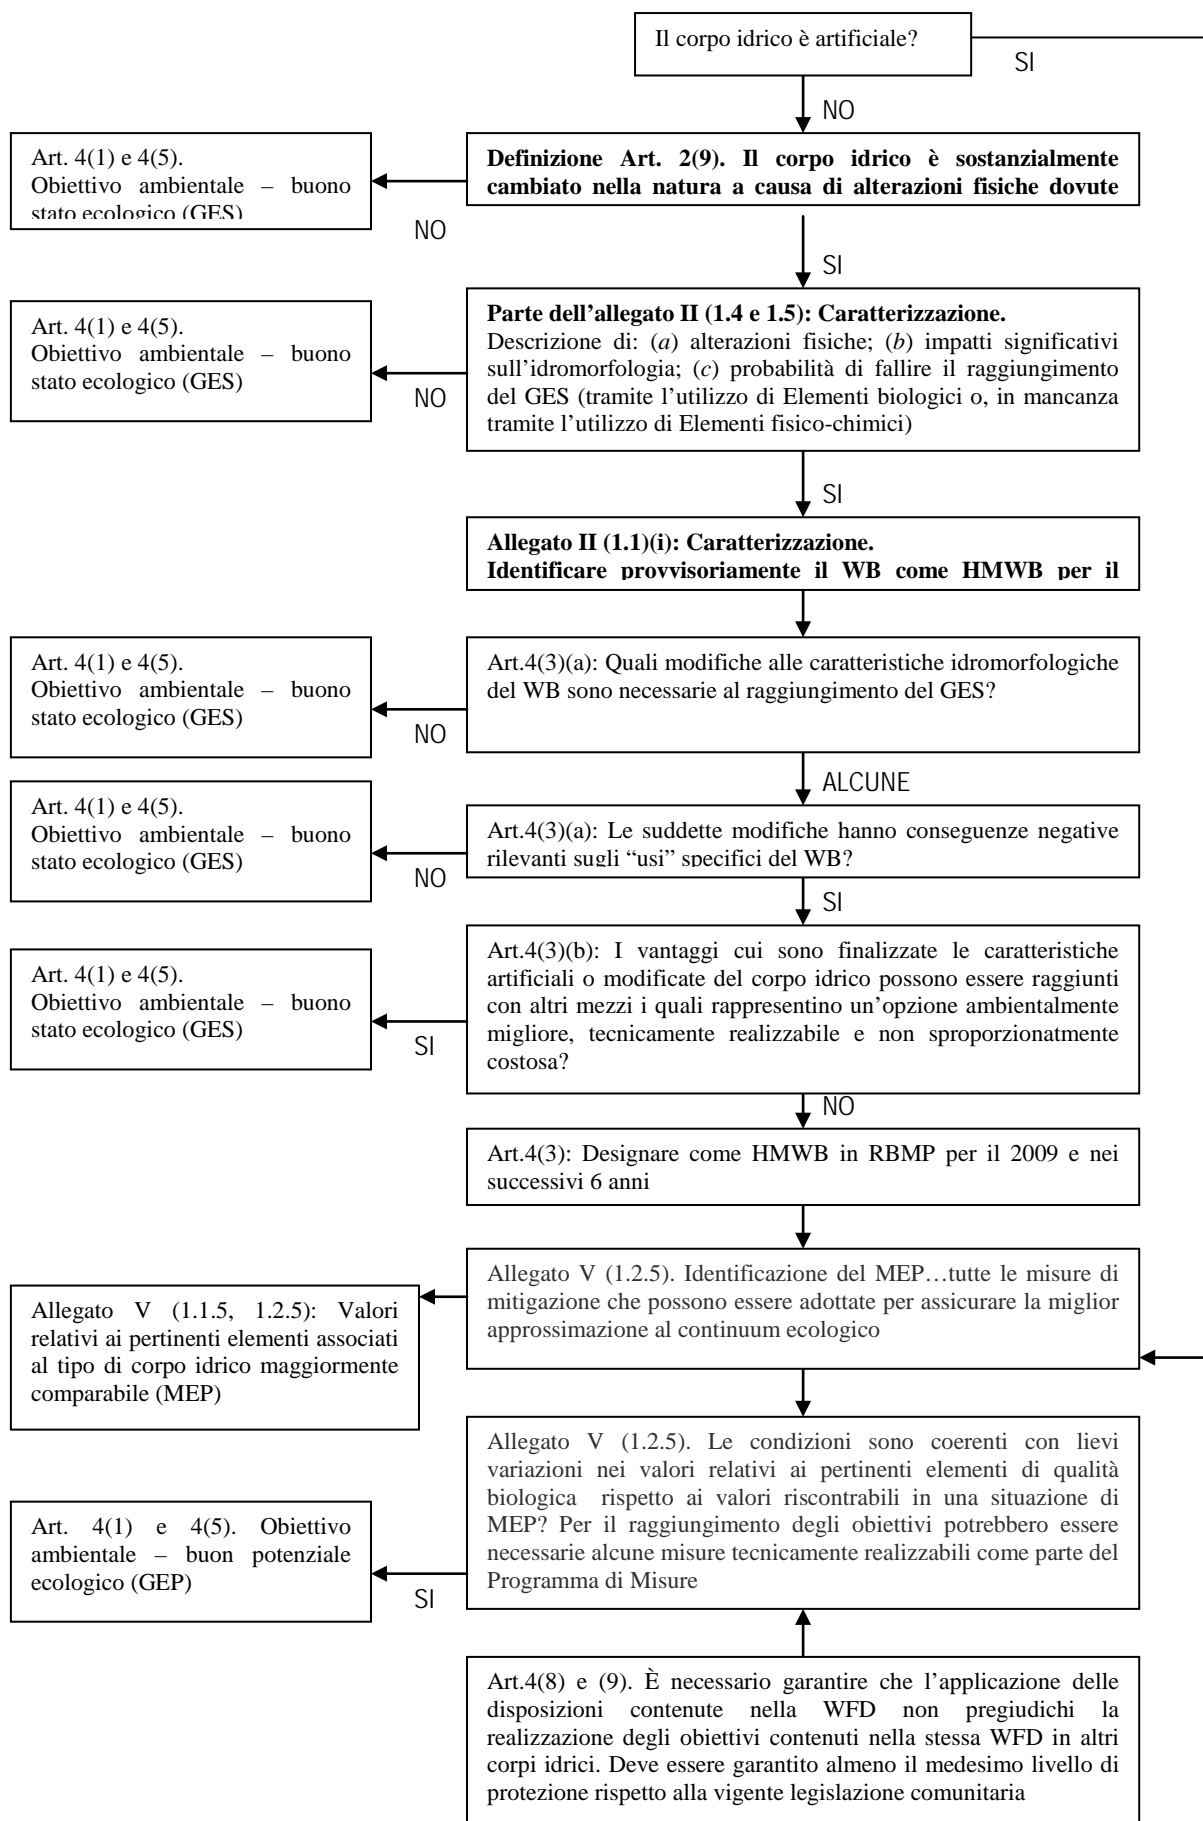 Il corpo idrico è artificiale?
SI
NO
Art. 4(1) e 4(5).
Obiettivo ambientale – buono
stato ecologico (GES)
Definizione Art. 2(9). Il corpo idrico è sostanzialmente
cambiato nella natura a causa di alterazioni fisiche dovute
NO
SI
Art. 4(1) e 4(5).
Obiettivo ambientale – buono
stato ecologico (GES)
Parte dell’allegato II (1.4 e 1.5): Caratterizzazione.
Descrizione di: (a) alterazioni fisiche; (b) impatti significativi
sull’idromorfologia; (c) probabilità di fallire il raggiungimento
del GES (tramite l’utilizzo di Elementi biologici o, in mancanza
tramite l’utilizzo di Elementi fisico-chimici)
NO
SI
Allegato II (1.1)(i): Caratterizzazione.
Identificare provvisoriamente il WB come HMWB per il
Art. 4(1) e 4(5).
Obiettivo ambientale – buono
stato ecologico (GES)
Art.4(3)(a): Quali modifiche alle caratteristiche idromorfologiche
del WB sono necessarie al raggiungimento del GES?
NO
ALCUNE
Art. 4(1) e 4(5).
Obiettivo ambientale – buono
stato ecologico (GES)
Art.4(3)(a): Le suddette modifiche hanno conseguenze negative
rilevanti sugli “usi” specifici del WB?
NO
SI
Art. 4(1) e 4(5).
Obiettivo ambientale – buono
stato ecologico (GES)
Art.4(3)(b): I vantaggi cui sono finalizzate le caratteristiche
artificiali o modificate del corpo idrico possono essere raggiunti
con altri mezzi i quali rappresentino un’opzione ambientalmente
migliore, tecnicamente realizzabile e non sproporzionatmente
costosa?
SI
NO
Art.4(3): Designare come HMWB in RBMP per il 2009 e nei
successivi 6 anni
Allegato V (1.2.5). Identificazione del MEP…tutte le misure di
mitigazione che possono essere adottate per assicurare la miglior
approssimazione al continuum ecologico
Allegato V (1.1.5, 1.2.5): Valori
relativi ai pertinenti elementi associati
al tipo di corpo idrico maggiormente
comparabile (MEP)
Allegato V (1.2.5). Le condizioni sono coerenti con lievi
variazioni nei valori relativi ai pertinenti elementi di qualità
biologica rispetto ai valori riscontrabili in una situazione di
MEP? Per il raggiungimento degli obiettivi potrebbero essere
necessarie alcune misure tecnicamente realizzabili come parte del
Programma di Misure
Art. 4(1) e 4(5). Obiettivo
ambientale – buon potenziale
ecologico (GEP)
SI
Art.4(8) e (9). È necessario garantire che l’applicazione delle
disposizioni contenute nella WFD non pregiudichi la
realizzazione degli obiettivi contenuti nella stessa WFD in altri
corpi idrici. Deve essere garantito almeno il medesimo livello di
protezione rispetto alla vigente legislazione comunitaria